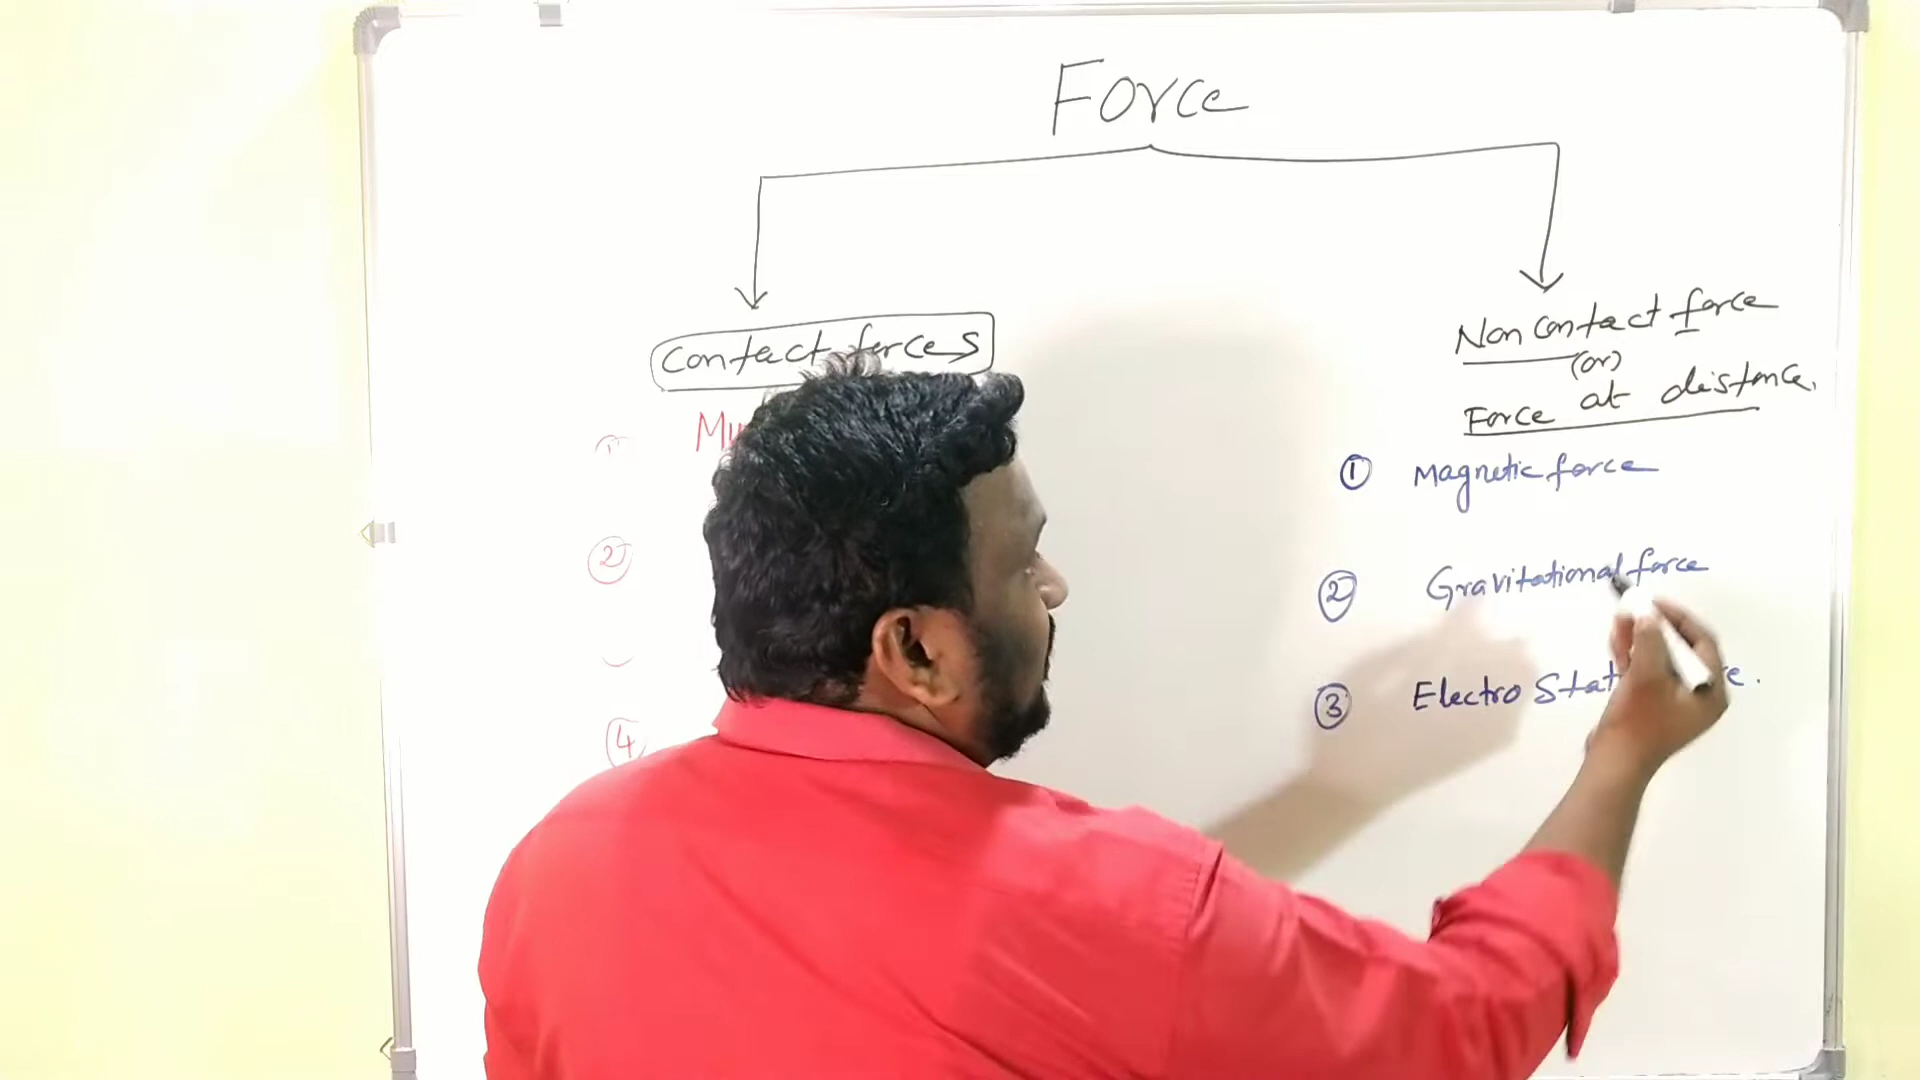 Force
Contact forces
Non Contact force
(or)
Force at distance.
①
① Magnetic force
②
② Gravitational force
③ Electro
④